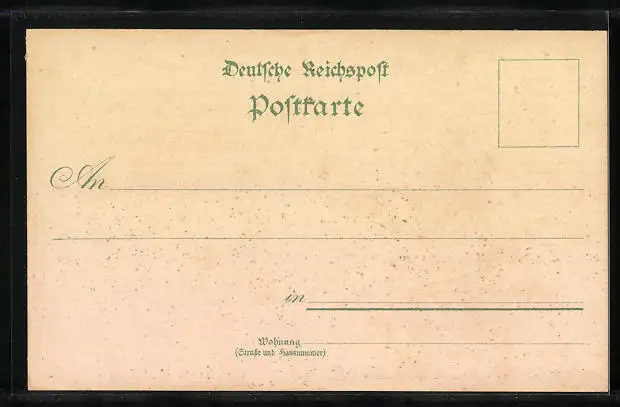 Deutſche Reichspoſt
Poſtkarte
An
in
Wohnung
(Straße und Hausnummer)